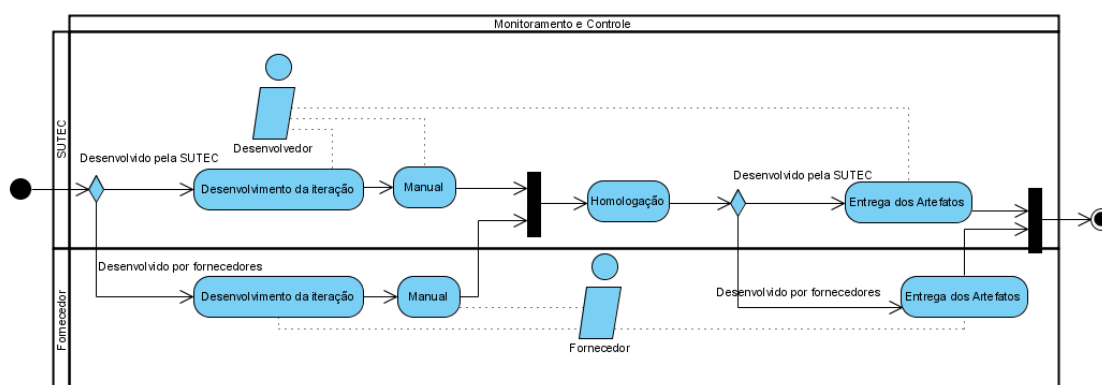 Monitoramento e Controle
SUTEC
Desenvolvedor
Desenvolvido pela SUTEC
Desenvolvimento da iteração
Manual
Homologação
Desenvolvido pela SUTEC
Entrega dos Artefatos
Fornecedor
Desenvolvido por fornecedores
Desenvolvimento da iteração
Manual
Fornecedor
Desenvolvido por fornecedores
Entrega dos Artefatos